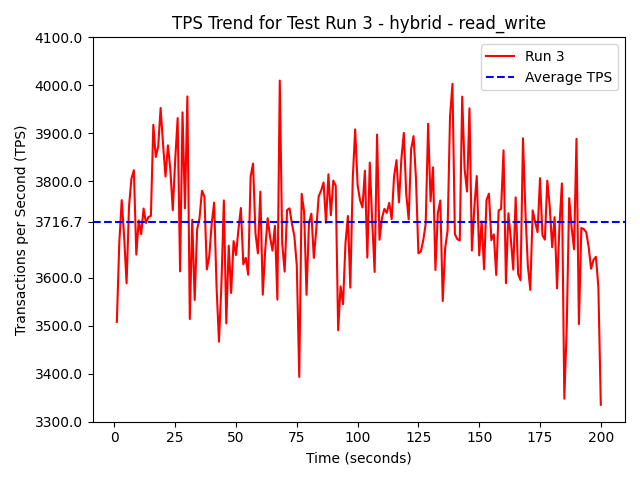 TPS Trend for Test Run 3 - hybrid - read_write
Run 3
Average TPS
Transactions per Second (TPS)
4100.0
4000.0
3900.0
3800.0
3716.7
3600.0
3500.0
3400.0
3300.0
0 25 50 75 100 125 150 175 200
Time (seconds)